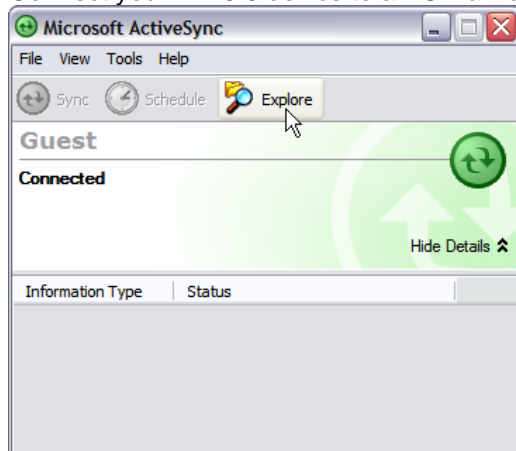 Microsoft ActiveSync
File View Tools Help
Sync Schedule Explore
Guest
Connected
Hide Details
Information Type Status